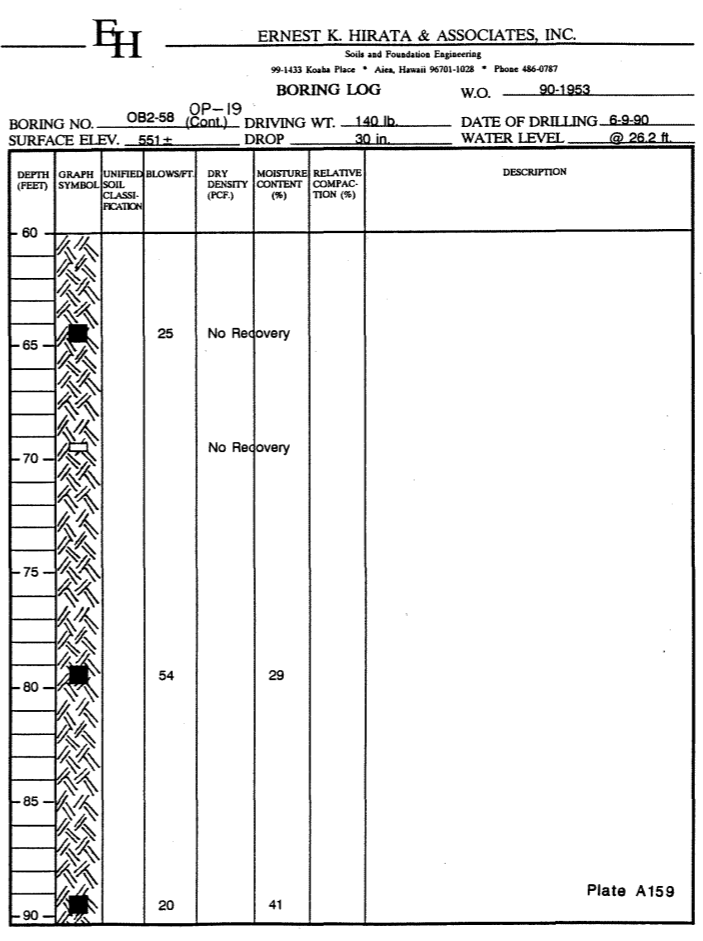 EH
ERNEST K. HIRATA & ASSOCIATES, INC.
Soils and Foundation Engineering
99-1433 Koaha Place * Aiea, Hawaii 96701-1028 * Phone 486-0787
BORING LOG W.O. 90-1953
OP-19
BORING NO. OB2-58 (Cont.) DRIVING WT. 140 lb. DATE OF DRILLING 6-9-90
SURFACE ELEV. 551± DROP 30 in. WATER LEVEL @ 26.2 ft.
DEPTH GRAPH UNIFIED BLOWS/FT. DRY MOISTURE RELATIVE DESCRIPTION
(FEET) SYMBOL SOIL DENSITY CONTENT COMPAC-
CLASSI- (PCF.) (%) TION (%)
FICATION
60
25 No Recovery
65
No Recovery
70
75
54 29
80
85
Plate A159
20 41
90